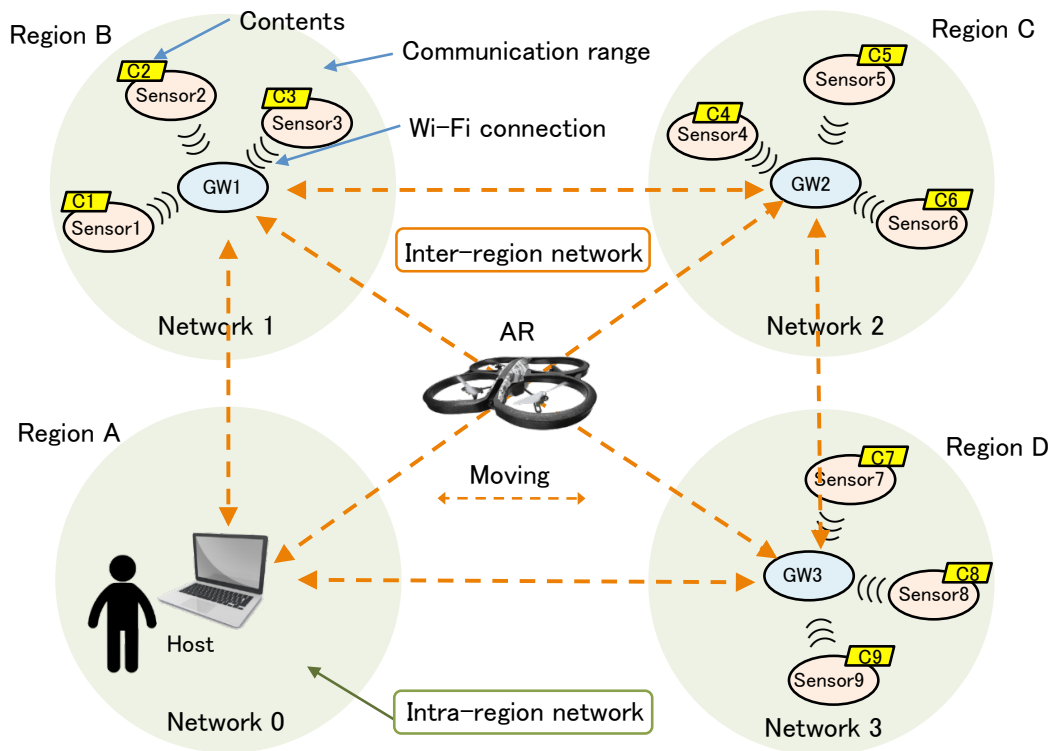 Contents
Region B
Communication range
Region C
C2
Sensor2
C3
Sensor3
Wi-Fi connection
C5
Sensor5
C4
Sensor4
GW1
GW2
C1
Sensor1
C6
Sensor6
Inter-region network
Network 1
Network 2
AR
Region A
Region D
Moving
C7
Sensor7
GW3
C8
Sensor8
Host
C9
Sensor9
Intra-region network
Network 0
Network 3